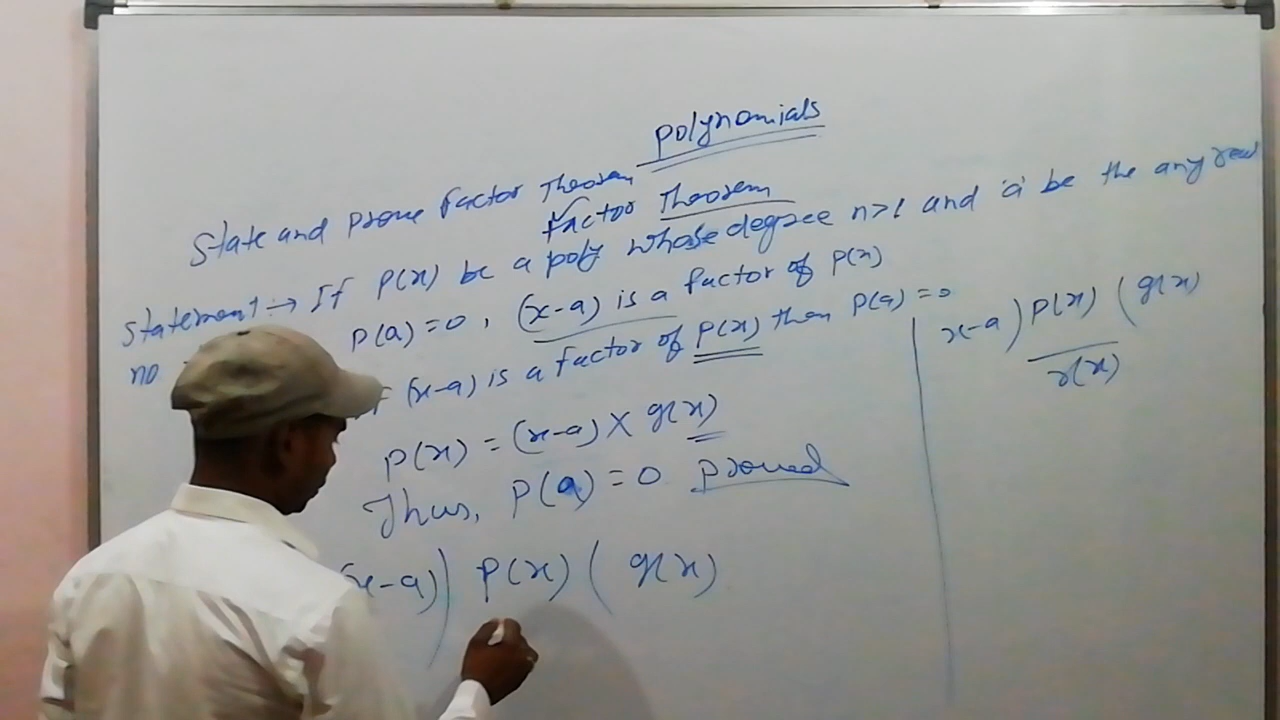 Polynomials
State and prove Factor Theorem
Factor Theorem
Statement :→ If P(x) be a poly whose degree n>1 and 'a' be the any real
no
P(a) = 0, (x-a) is a factor of P(x)
(x-a) is a factor of P(x) then P(a) = 0
P(x) = (x-a) × q(x)
Thus, P(a) = 0 proved
(x-a) ) P(x) ( q(x)
x-a ) P(x) ( q(x)
r(x)